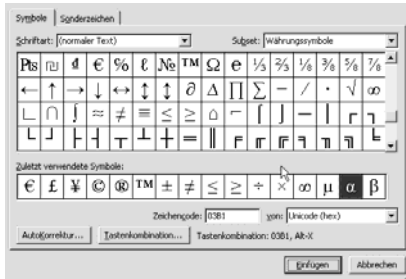 Symbole Sonderzeichen
Schriftart: (normaler Text) Subset: Währungssymbole
₧ ₪ ₫ € ℅ ℓ № ™ Ω ℮ ⅓ ⅔ ⅛ ⅜ ⅝ ⅞
← ↑ → ↓ ↔ ↕ ↨ ∂ ∆ ∏ ∑ − ∕ ∙ √ ∞
∟ ∩ ∫ ≈ ≠ ≡ ≤ ≥ ⌂ ⌐ ⌠ ⌡ ─ │ ┌ ┐
└ ┘ ├ ┤ ┬ ┴ ┼ ═ ║ ╒ ╓ ╔ ╕ ╖ ╗ ╘
Zuletzt verwendete Symbole:
€ £ ¥ © ® ™ ± ≠ ≤ ≥ ÷ × ∞ µ α β
Zeichencode: 03B1 von: Unicode (hex)
AutoKorrektur... Tastenkombination... Tastenkombination: 03B1, Alt-X
Einfügen Abbrechen